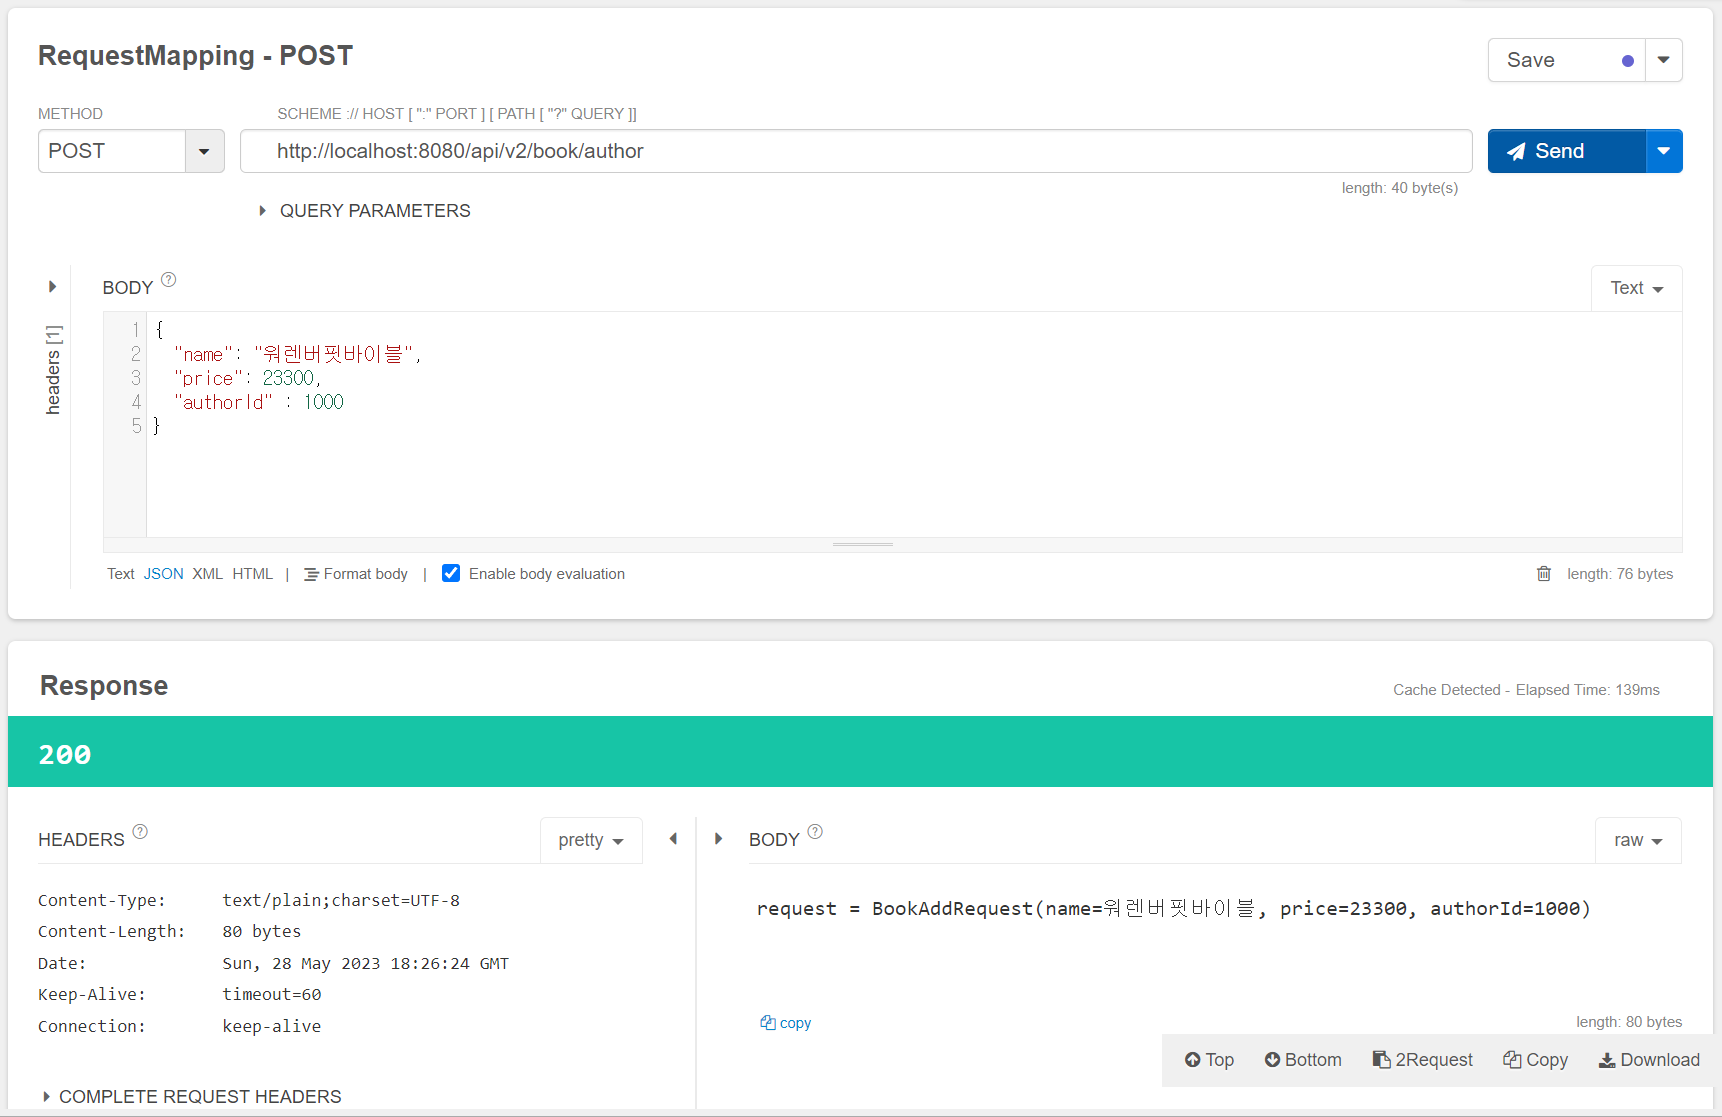 RequestMapping - POST
Save
METHOD
SCHEME :// HOST [ ":" PORT ] [ PATH [ "?" QUERY ]]
POST
http://localhost:8080/api/v2/book/author
Send
length: 40 byte(s)
QUERY PARAMETERS
headers [1]
BODY ?
Text
1 {
2 "name": "워렌버핏바이블",
3 "price": 23300,
4 "authorId" : 1000
5 }
Text JSON XML HTML | Format body | Enable body evaluation
length: 76 bytes
Response
Cache Detected - Elapsed Time: 139ms
200
HEADERS ?
pretty
Content-Type: text/plain;charset=UTF-8
Content-Length: 80 bytes
Date: Sun, 28 May 2023 18:26:24 GMT
Keep-Alive: timeout=60
Connection: keep-alive
COMPLETE REQUEST HEADERS
BODY ?
raw
request = BookAddRequest(name=워렌버핏바이블, price=23300, authorId=1000)
copy
length: 80 bytes
Top Bottom 2Request Copy Download